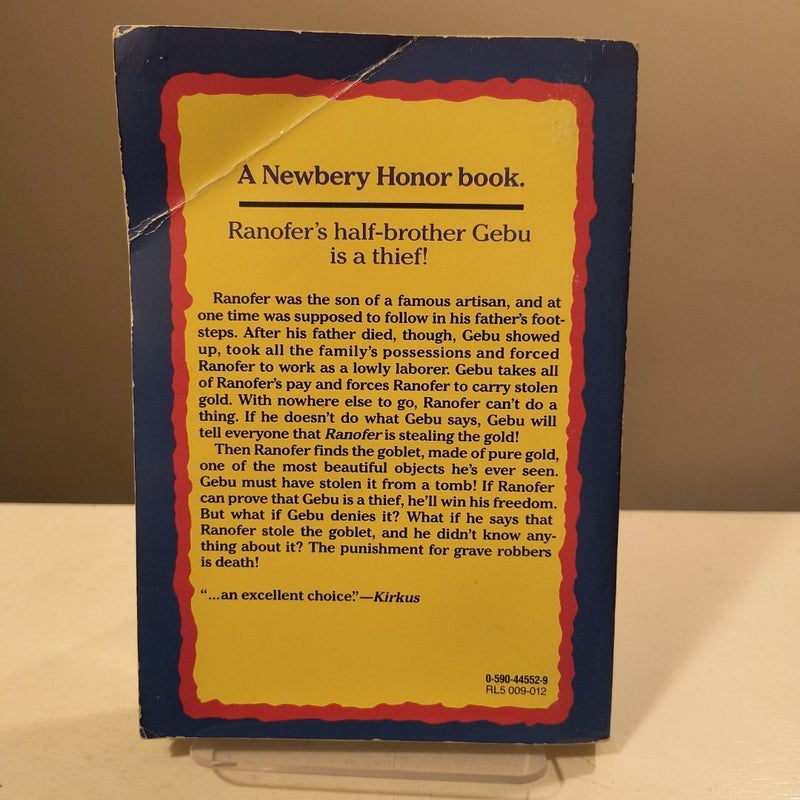 A Newbery Honor book.
Ranofer's half-brother Gebu
is a thief!
Ranofer was the son of a famous artisan, and at
one time was supposed to follow in his father's foot-
steps. After his father died, though, Gebu showed
up, took all the family's possessions and forced
Ranofer to work as a lowly laborer. Gebu takes all
of Ranofer's pay and forces Ranofer to carry stolen
gold. With nowhere else to go, Ranofer can't do a
thing. If he doesn't do what Gebu says, Gebu will
tell everyone that Ranofer is stealing the gold!
Then Ranofer finds the goblet, made of pure gold,
one of the most beautiful objects he's ever seen.
Gebu must have stolen it from a tomb! If Ranofer
can prove that Gebu is a thief, he'll win his freedom.
But what if Gebu denies it? What if he says that
Ranofer stole the goblet, and he didn't know any-
thing about it? The punishment for grave robbers
is death!
“...an excellent choice.”—Kirkus
0-590-44552-9
RL5 009-012